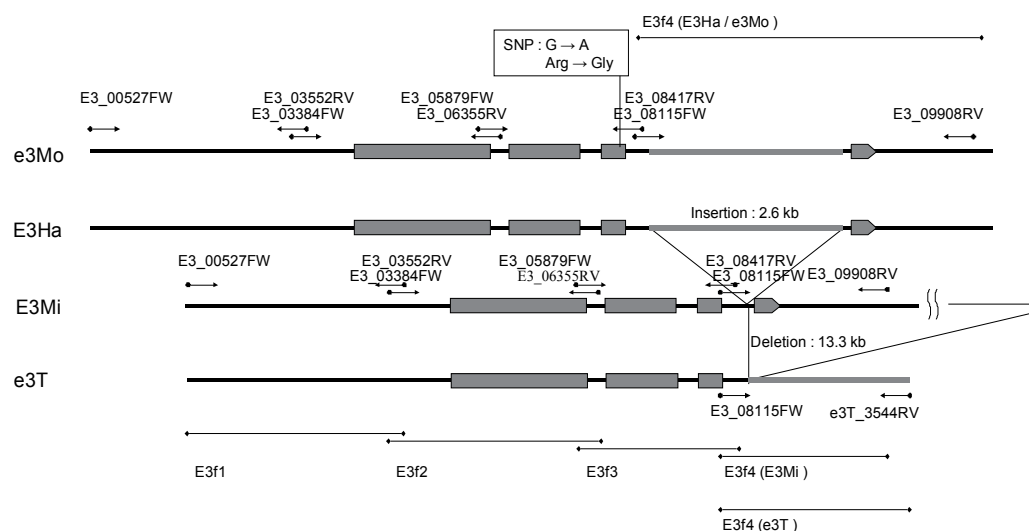 E3f4 (E3Ha / e3Mo )
SNP : G → A
Arg → Gly
E3_00527FW
E3_03552RV
E3_03384FW
E3_05879FW
E3_06355RV
E3_08417RV
E3_08115FW
E3_09908RV
e3Mo
E3Ha
Insertion : 2.6 kb
E3_00527FW
E3_03552RV
E3_03384FW
E3_05879FW
E3_06355RV
E3_08417RV
E3_08115FW
E3_09908RV
E3Mi
Deletion : 13.3 kb
e3T
E3_08115FW
e3T_3544RV
E3f1
E3f2
E3f3
E3f4 (E3Mi )
E3f4 (e3T )